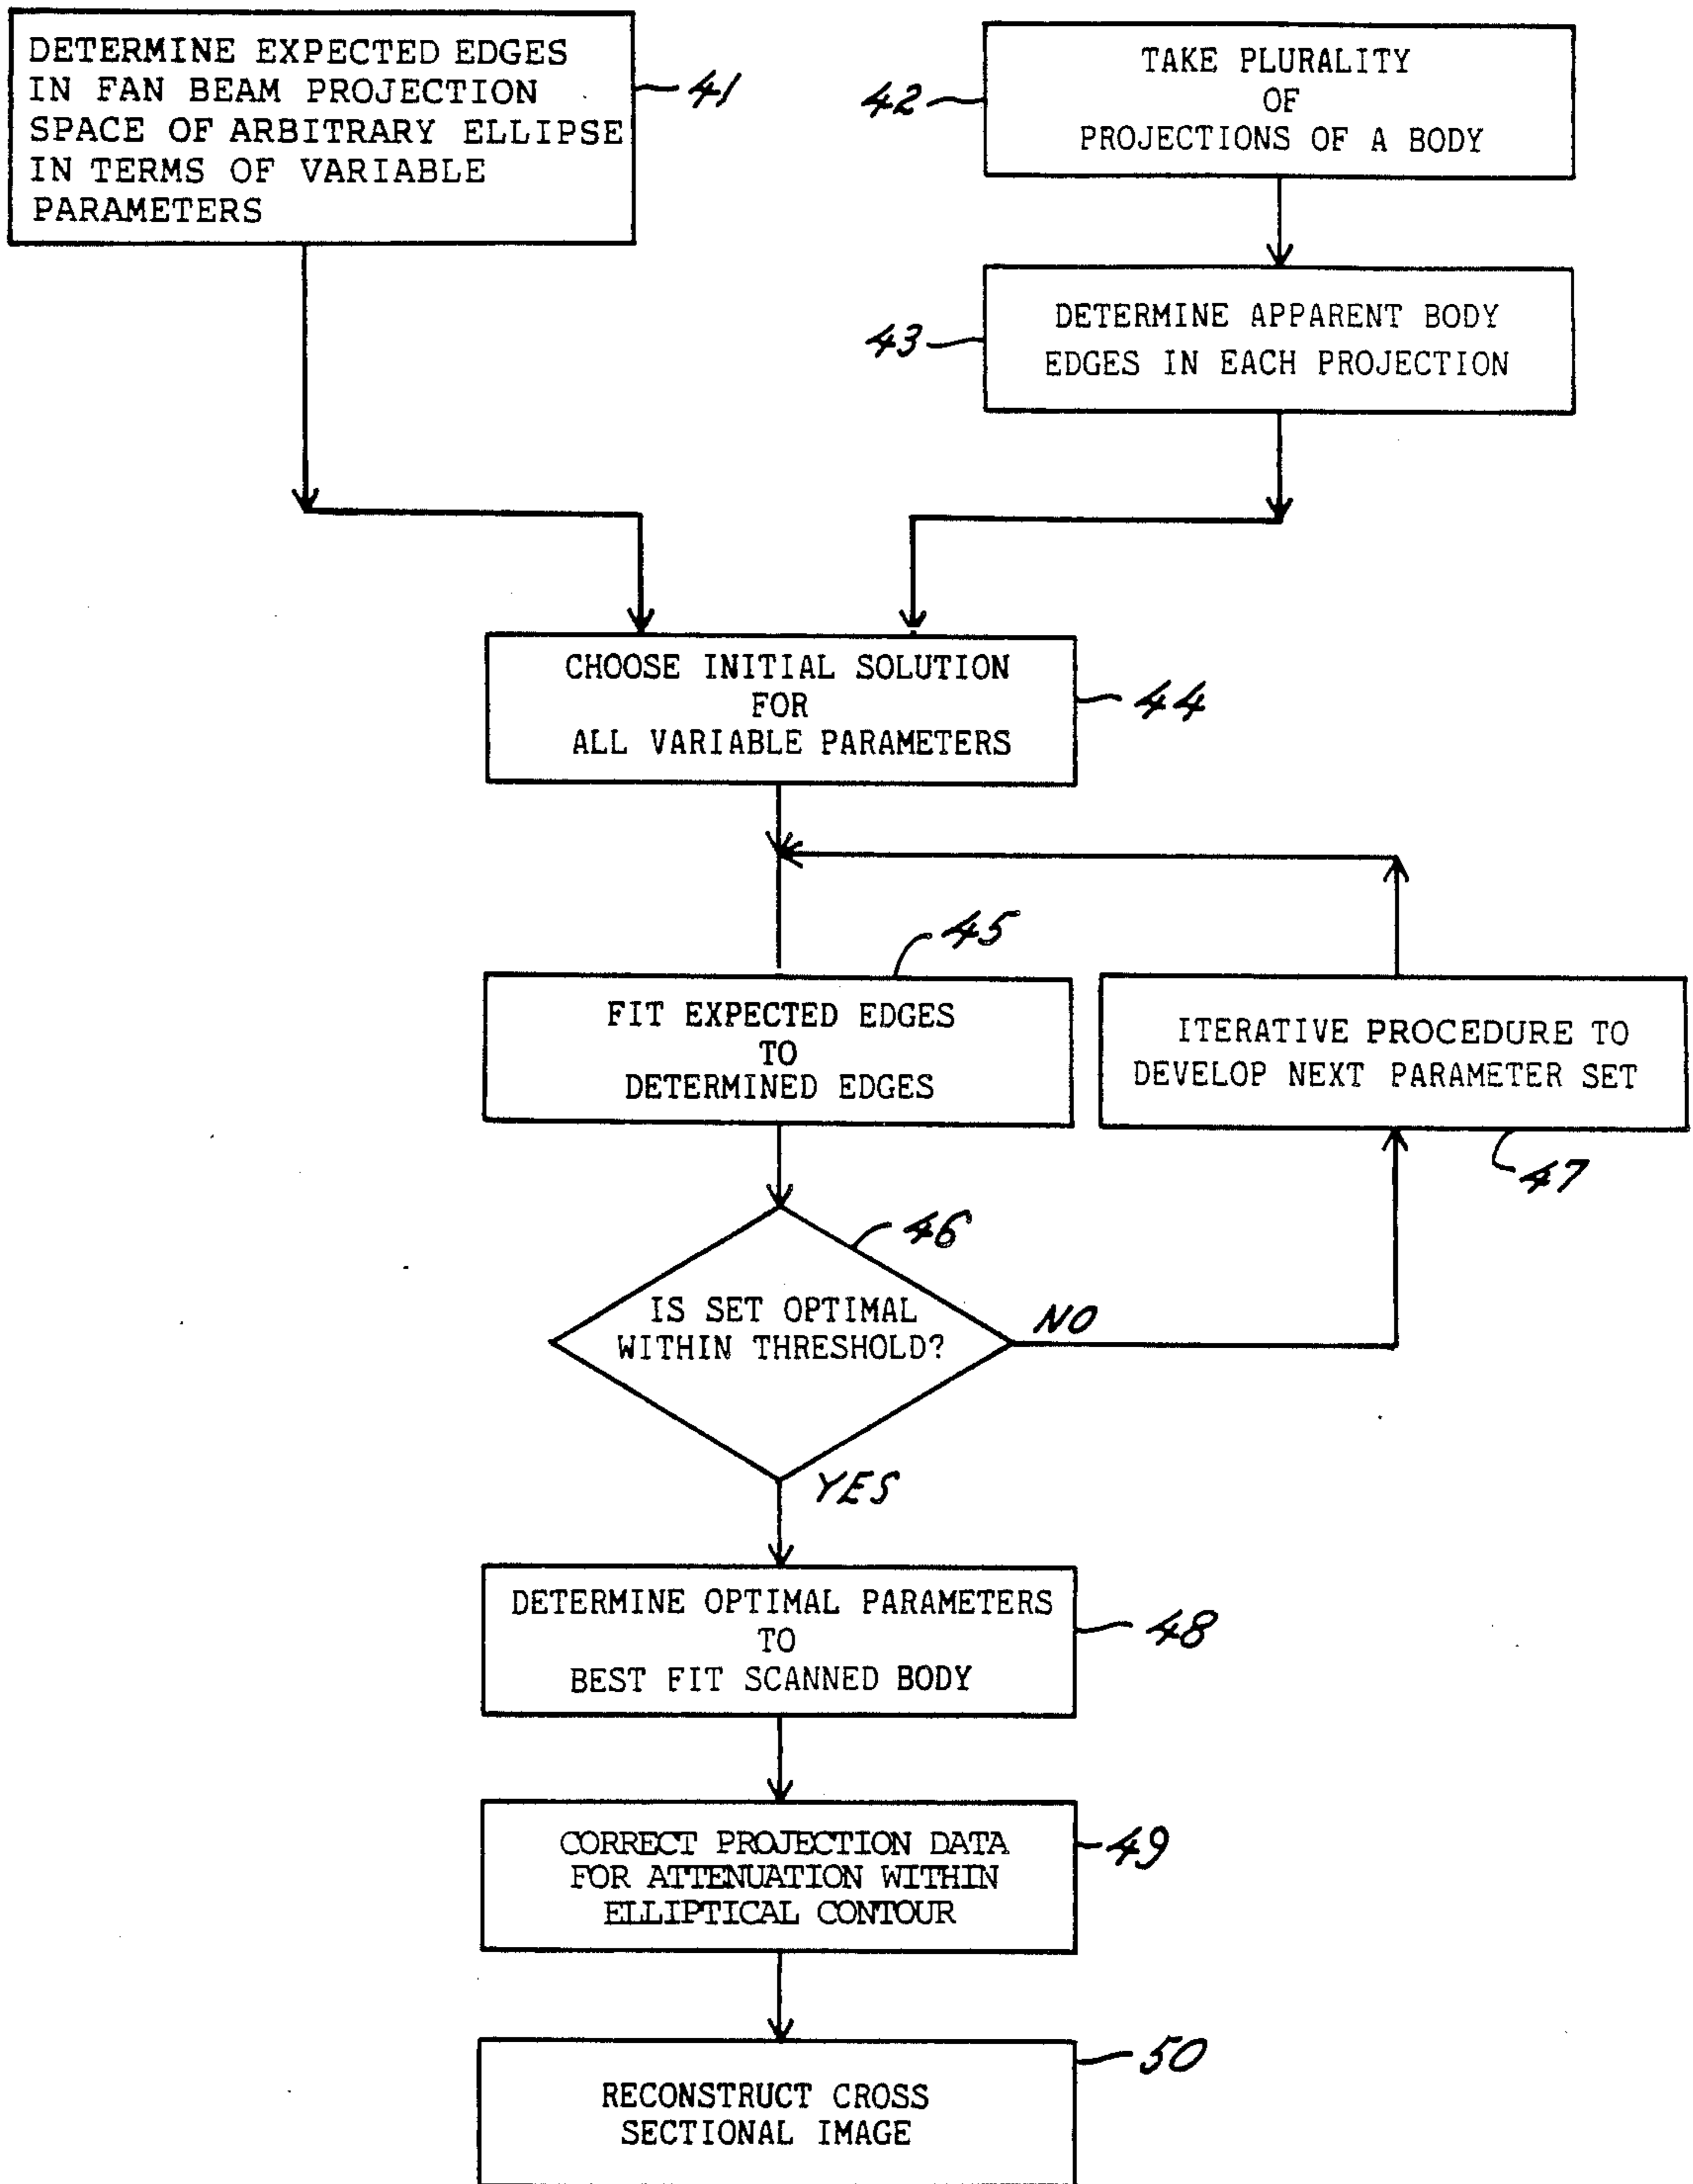 DETERMINE EXPECTED EDGES
IN FAN BEAM PROJECTION
SPACE OF ARBITRARY ELLIPSE
IN TERMS OF VARIABLE
PARAMETERS
41
42
TAKE PLURALITY
OF
PROJECTIONS OF A BODY
43
DETERMINE APPARENT BODY
EDGES IN EACH PROJECTION
CHOOSE INITIAL SOLUTION
FOR
ALL VARIABLE PARAMETERS
44
45
FIT EXPECTED EDGES
TO
DETERMINED EDGES
ITERATIVE PROCEDURE TO
DEVELOP NEXT PARAMETER SET
47
46
IS SET OPTIMAL
WITHIN THRESHOLD?
NO
YES
DETERMINE OPTIMAL PARAMETERS
TO
BEST FIT SCANNED BODY
48
CORRECT PROJECTION DATA
FOR ATTENUATION WITHIN
ELLIPTICAL CONTOUR
49
50
RECONSTRUCT CROSS
SECTIONAL IMAGE